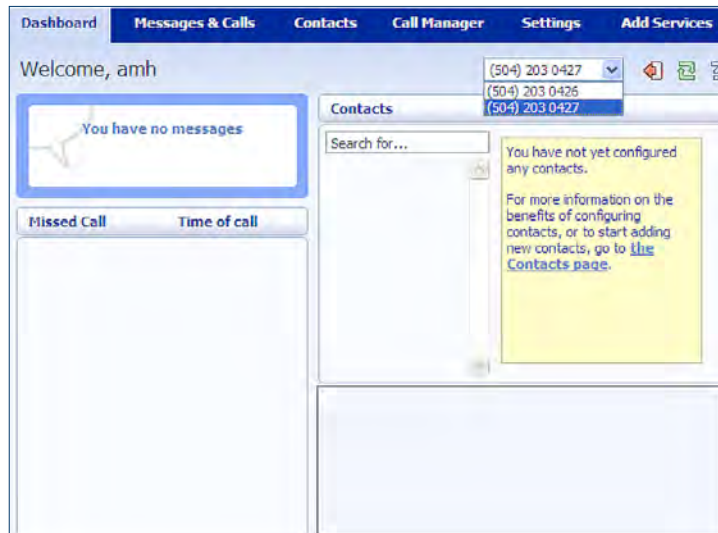 Dashboard Messages & Calls Contacts Call Manager Settings Add Services
Welcome, amh
(504) 203 0427
(504) 203 0426
(504) 203 0427
You have no messages
Missed Call Time of call
Contacts
Search for...
You have not yet configured
any contacts.
For more information on the
benefits of configuring
contacts, or to start adding
new contacts, go to the
Contacts page.